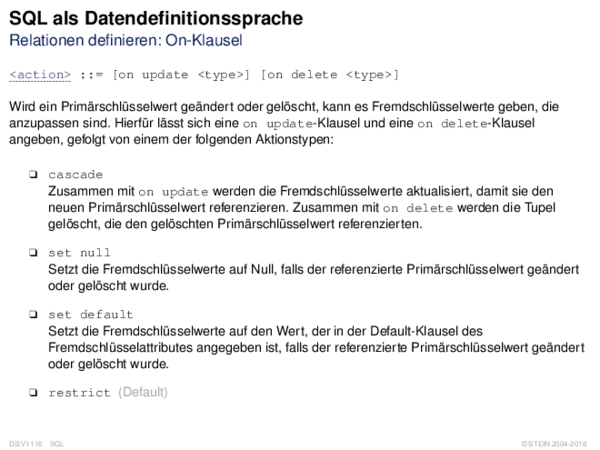 SQL als Datendefinitionssprache
Relationen definieren: On-Klausel
<action> ::= [on update <type>] [on delete <type>]
Wird ein Primärschlüsselwert geändert oder gelöscht, kann es Fremdschlüsselwerte geben, die
anzupassen sind. Hierfür lässt sich eine on update-Klausel und eine on delete-Klausel
angeben, gefolgt von einem der folgenden Aktionstypen:
❑ cascade
Zusammen mit on update werden die Fremdschlüsselwerte aktualisiert, damit sie den
neuen Primärschlüsselwert referenzieren. Zusammen mit on delete werden die Tupel
gelöscht, die den gelöschten Primärschlüsselwert referenzierten.
❑ set null
Setzt die Fremdschlüsselwerte auf Null, falls der referenzierte Primärschlüsselwert geändert
oder gelöscht wurde.
❑ set default
Setzt die Fremdschlüsselwerte auf den Wert, der in der Default-Klausel des
Fremdschlüsselattributes angegeben ist, falls der referenzierte Primärschlüsselwert geändert
oder gelöscht wurde.
❑ restrict (Default)
DB:VI-116 SQL © STEIN 2004-2018